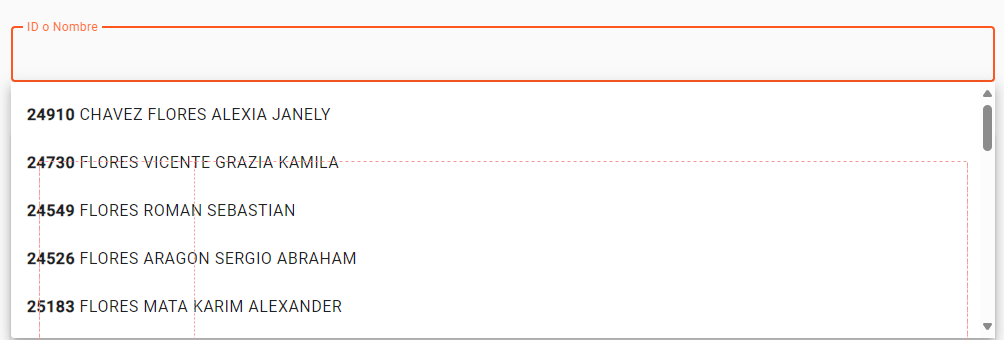 ID o Nombre
24910 CHAVEZ FLORES ALEXIA JANELY
24730 FLORES VICENTE GRAZIA KAMILA
24549 FLORES ROMAN SEBASTIAN
24526 FLORES ARAGON SERGIO ABRAHAM
25183 FLORES MATA KARIM ALEXANDER